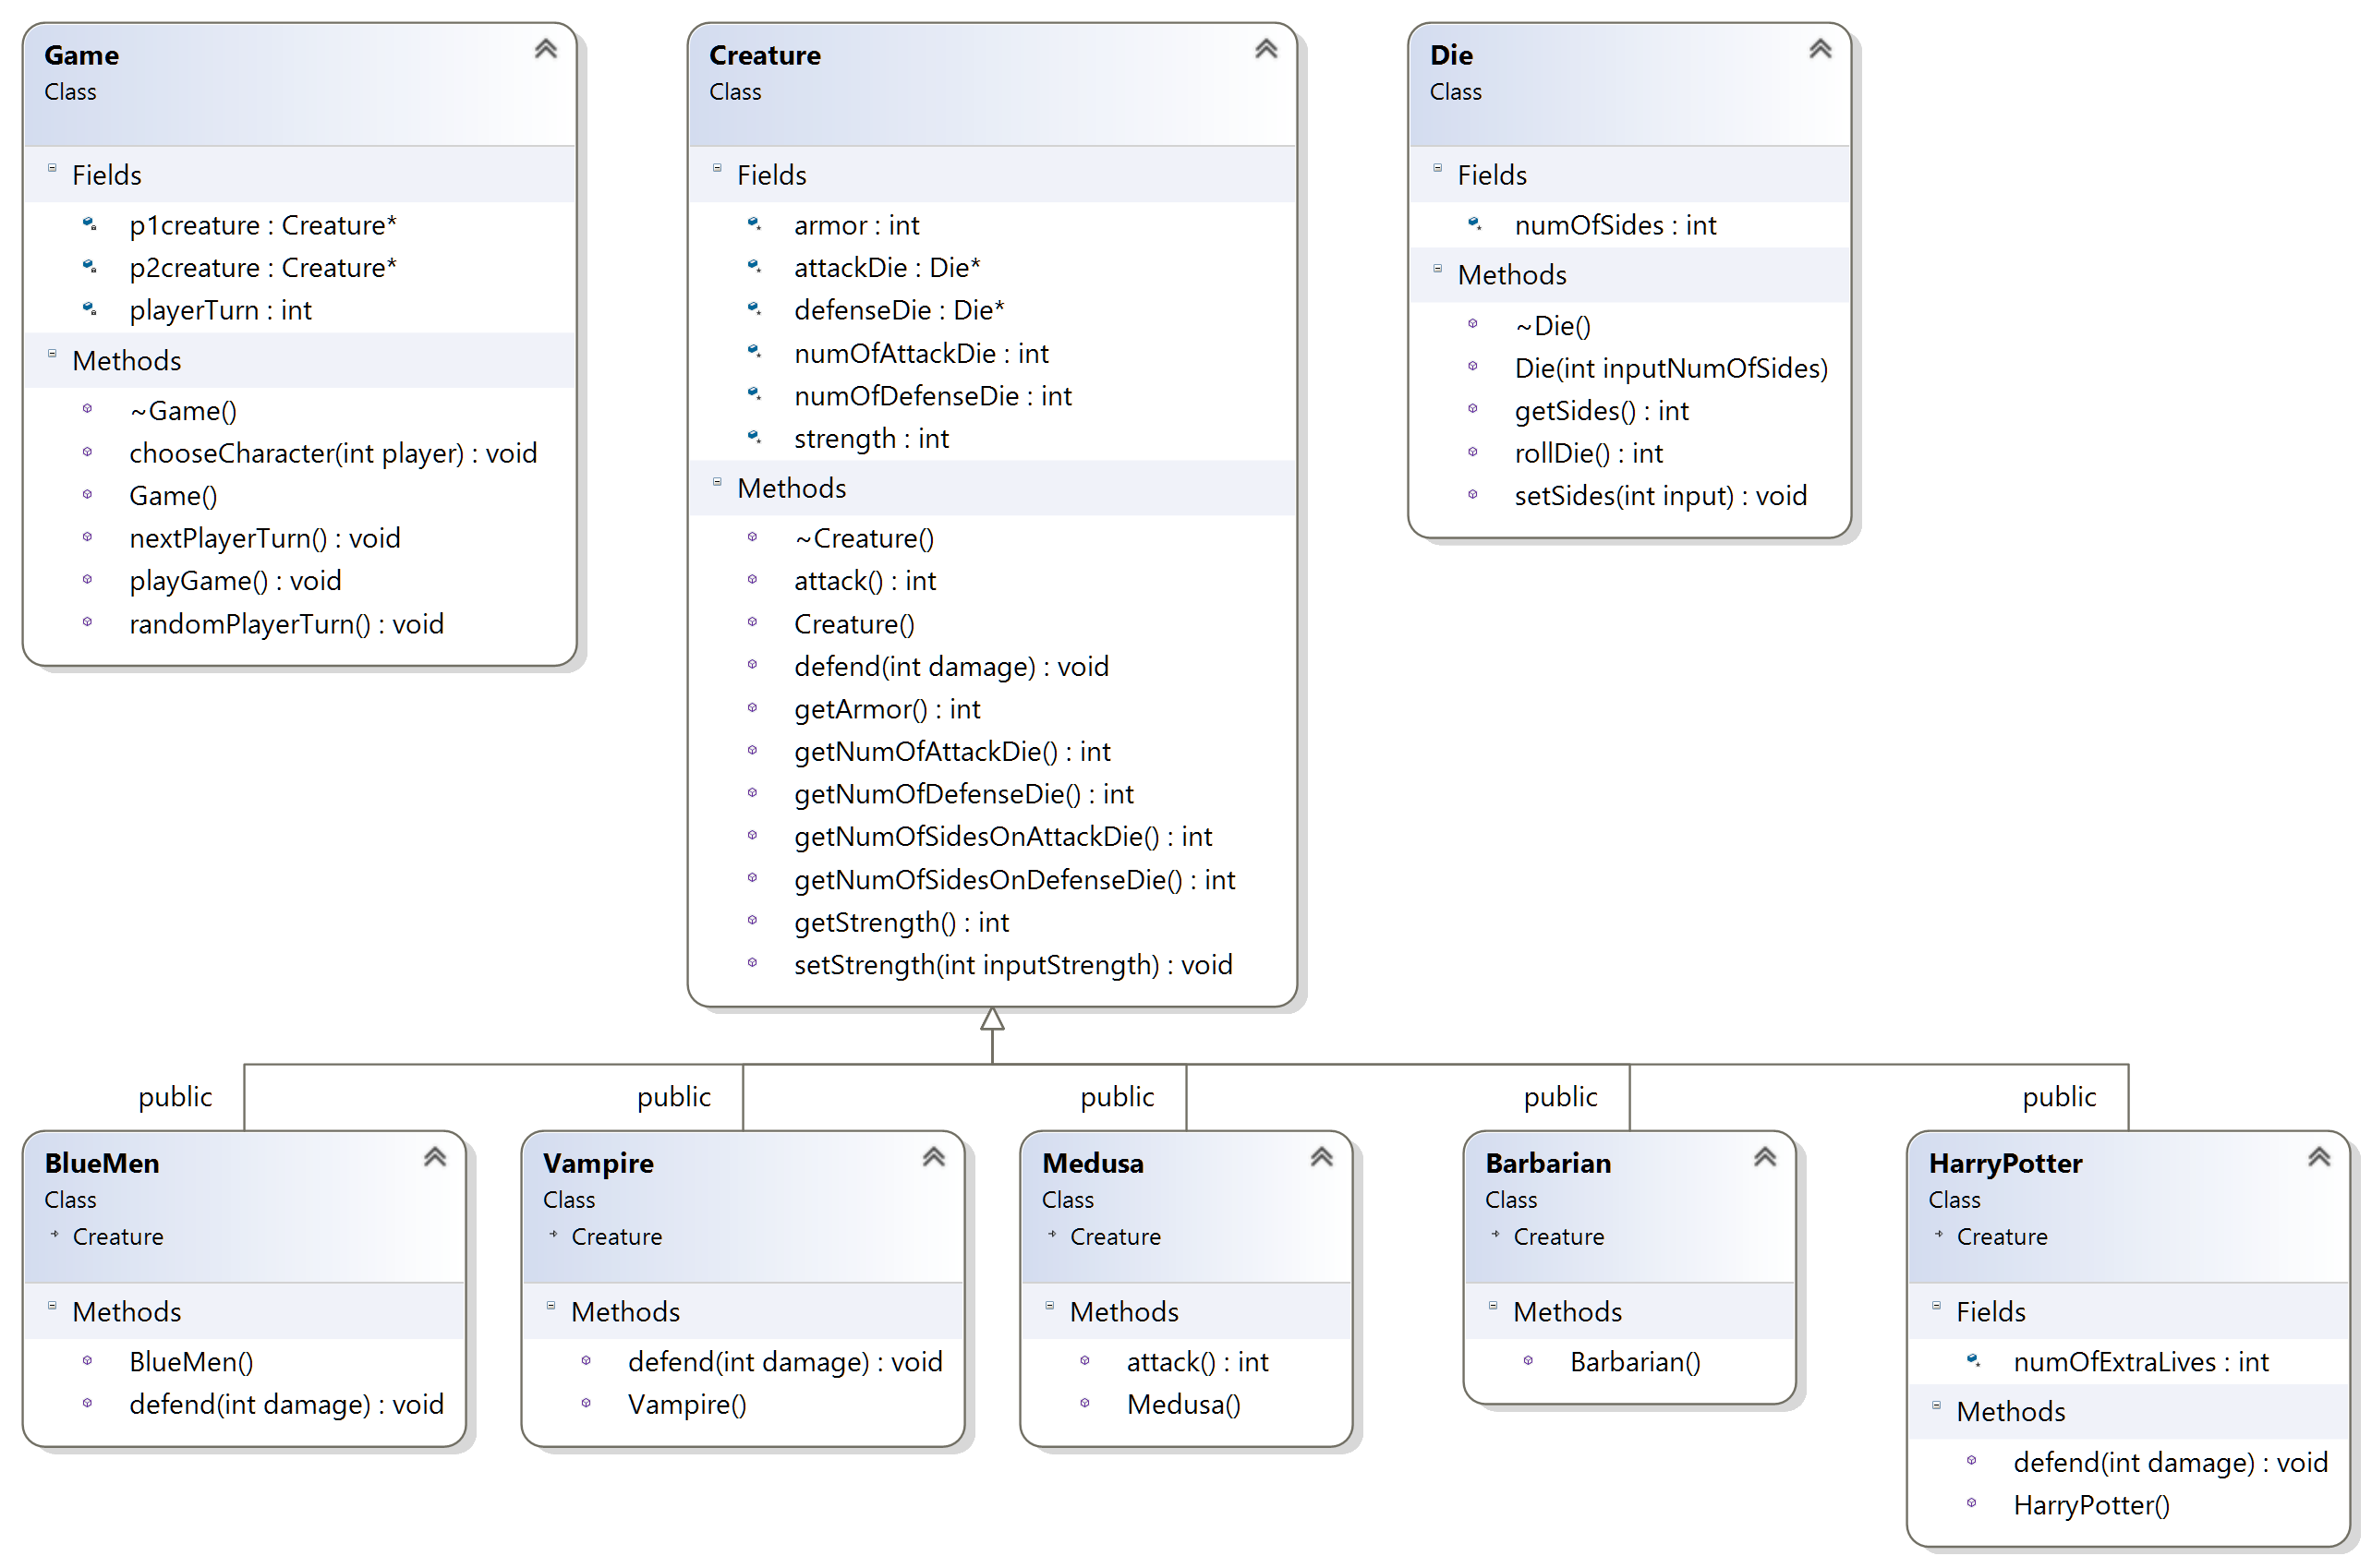 Game
Class
Fields
p1creature : Creature*
p2creature : Creature*
playerTurn : int
Methods
~Game()
chooseCharacter(int player) : void
Game()
nextPlayerTurn() : void
playGame() : void
randomPlayerTurn() : void
Creature
Class
Fields
armor : int
attackDie : Die*
defenseDie : Die*
numOfAttackDie : int
numOfDefenseDie : int
strength : int
Methods
~Creature()
attack() : int
Creature()
defend(int damage) : void
getArmor() : int
getNumOfAttackDie() : int
getNumOfDefenseDie() : int
getNumOfSidesOnAttackDie() : int
getNumOfSidesOnDefenseDie() : int
getStrength() : int
setStrength(int inputStrength) : void
Die
Class
Fields
numOfSides : int
Methods
~Die()
Die(int inputNumOfSides)
getSides() : int
rollDie() : int
setSides(int input) : void
public
BlueMen
Class
Creature
Methods
BlueMen()
defend(int damage) : void
public
Vampire
Class
Creature
Methods
defend(int damage) : void
Vampire()
public
Medusa
Class
Creature
Methods
attack() : int
Medusa()
public
Barbarian
Class
Creature
Methods
Barbarian()
public
HarryPotter
Class
Creature
Fields
numOfExtraLives : int
Methods
defend(int damage) : void
HarryPotter()